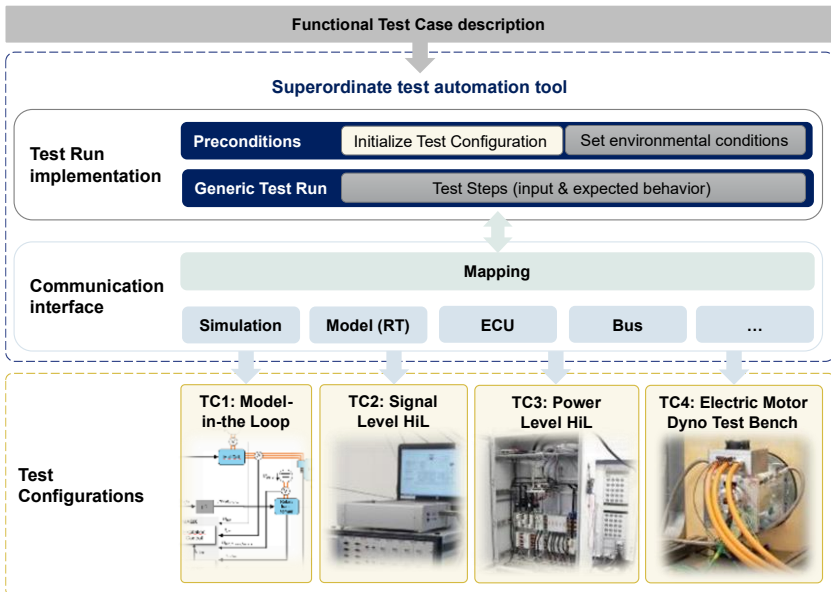 Functional Test Case description
Superordinate test automation tool
Test Run
implementation
Preconditions
Initialize Test Configuration
Set environmental conditions
Generic Test Run
Test Steps (input & expected behavior)
Communication
interface
Mapping
Simulation
Model (RT)
ECU
Bus
...
Test
Configurations
TC1: Model-
in-the Loop
TC2: Signal
Level HiL
TC3: Power
Level HiL
TC4: Electric Motor
Dyno Test Bench